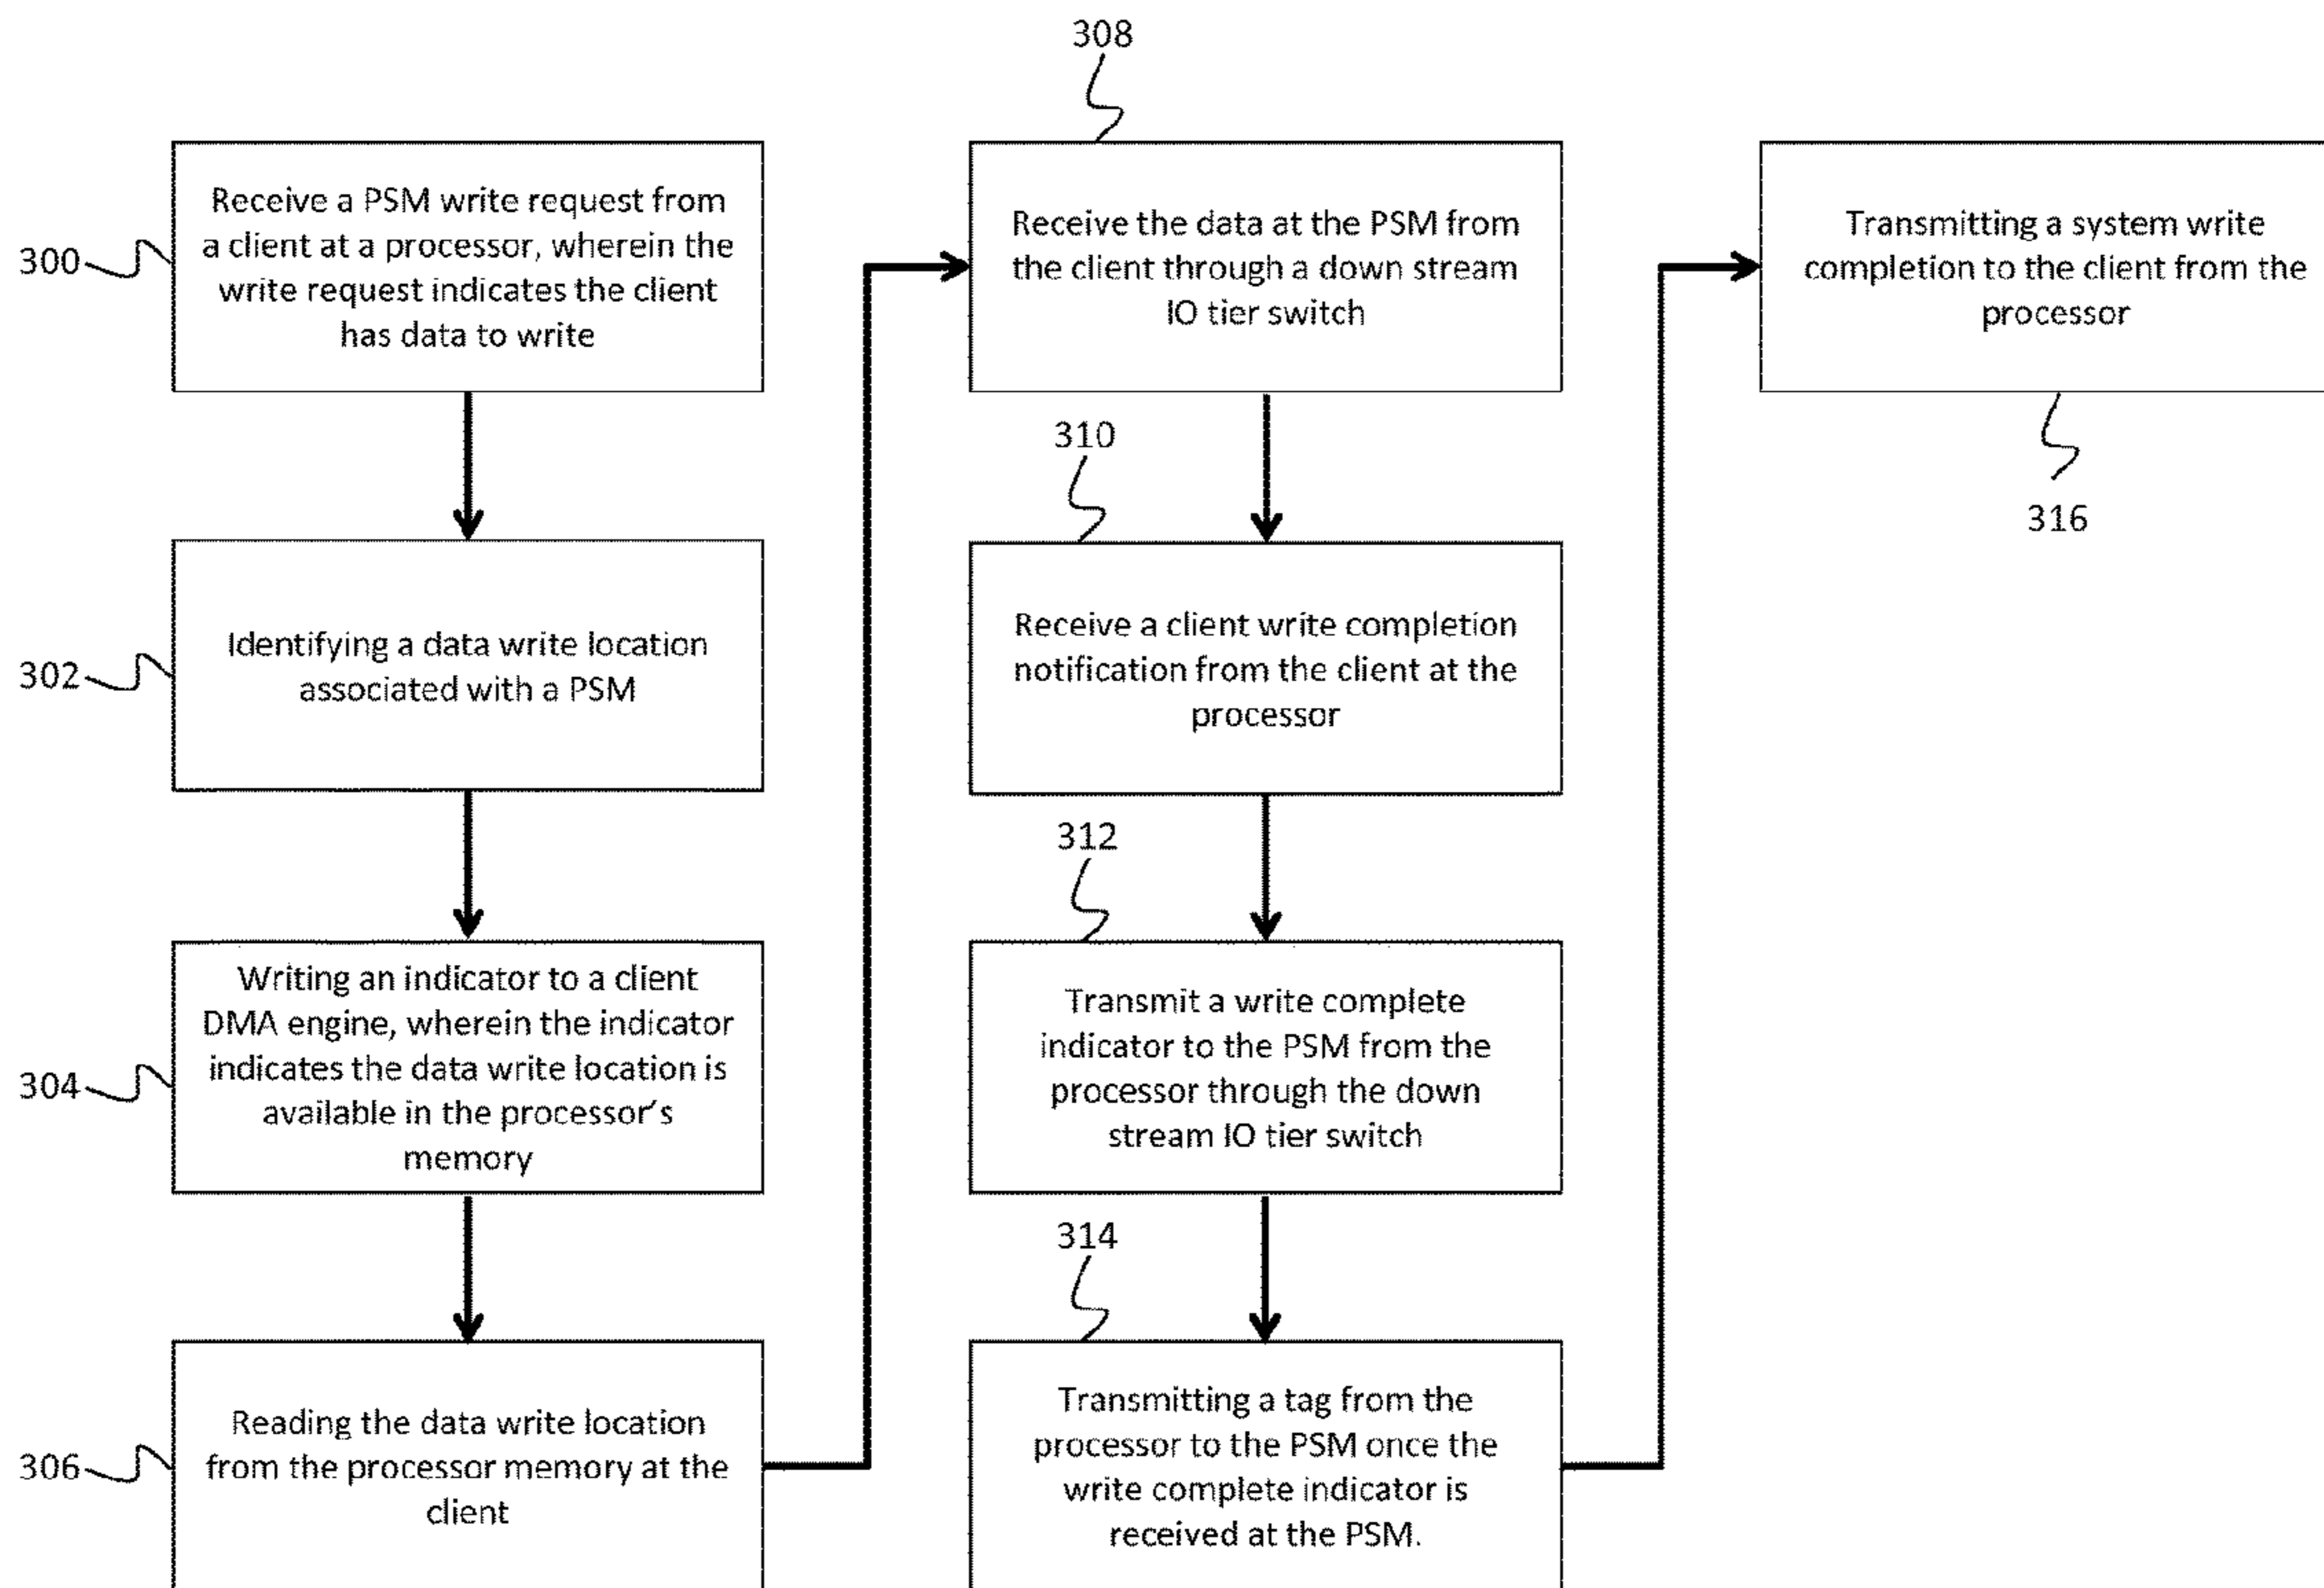 300
Receive a PSM write request from
a client at a processor, wherein the
write request indicates the client
has data to write
302
Identifying a data write location
associated with a PSM
304
Writing an indicator to a client
DMA engine, wherein the indicator
indicates the data write location is
available in the processor's
memory
306
Reading the data write location
from the processor memory at the
client
308
Receive the data at the PSM from
the client through a down stream
IO tier switch
310
Receive a client write completion
notification from the client at the
processor
312
Transmit a write complete
indicator to the PSM from the
processor through the down
stream IO tier switch
314
Transmitting a tag from the
processor to the PSM once the
write complete indicator is
received at the PSM.
Transmitting a system write
completion to the client from the
processor
316